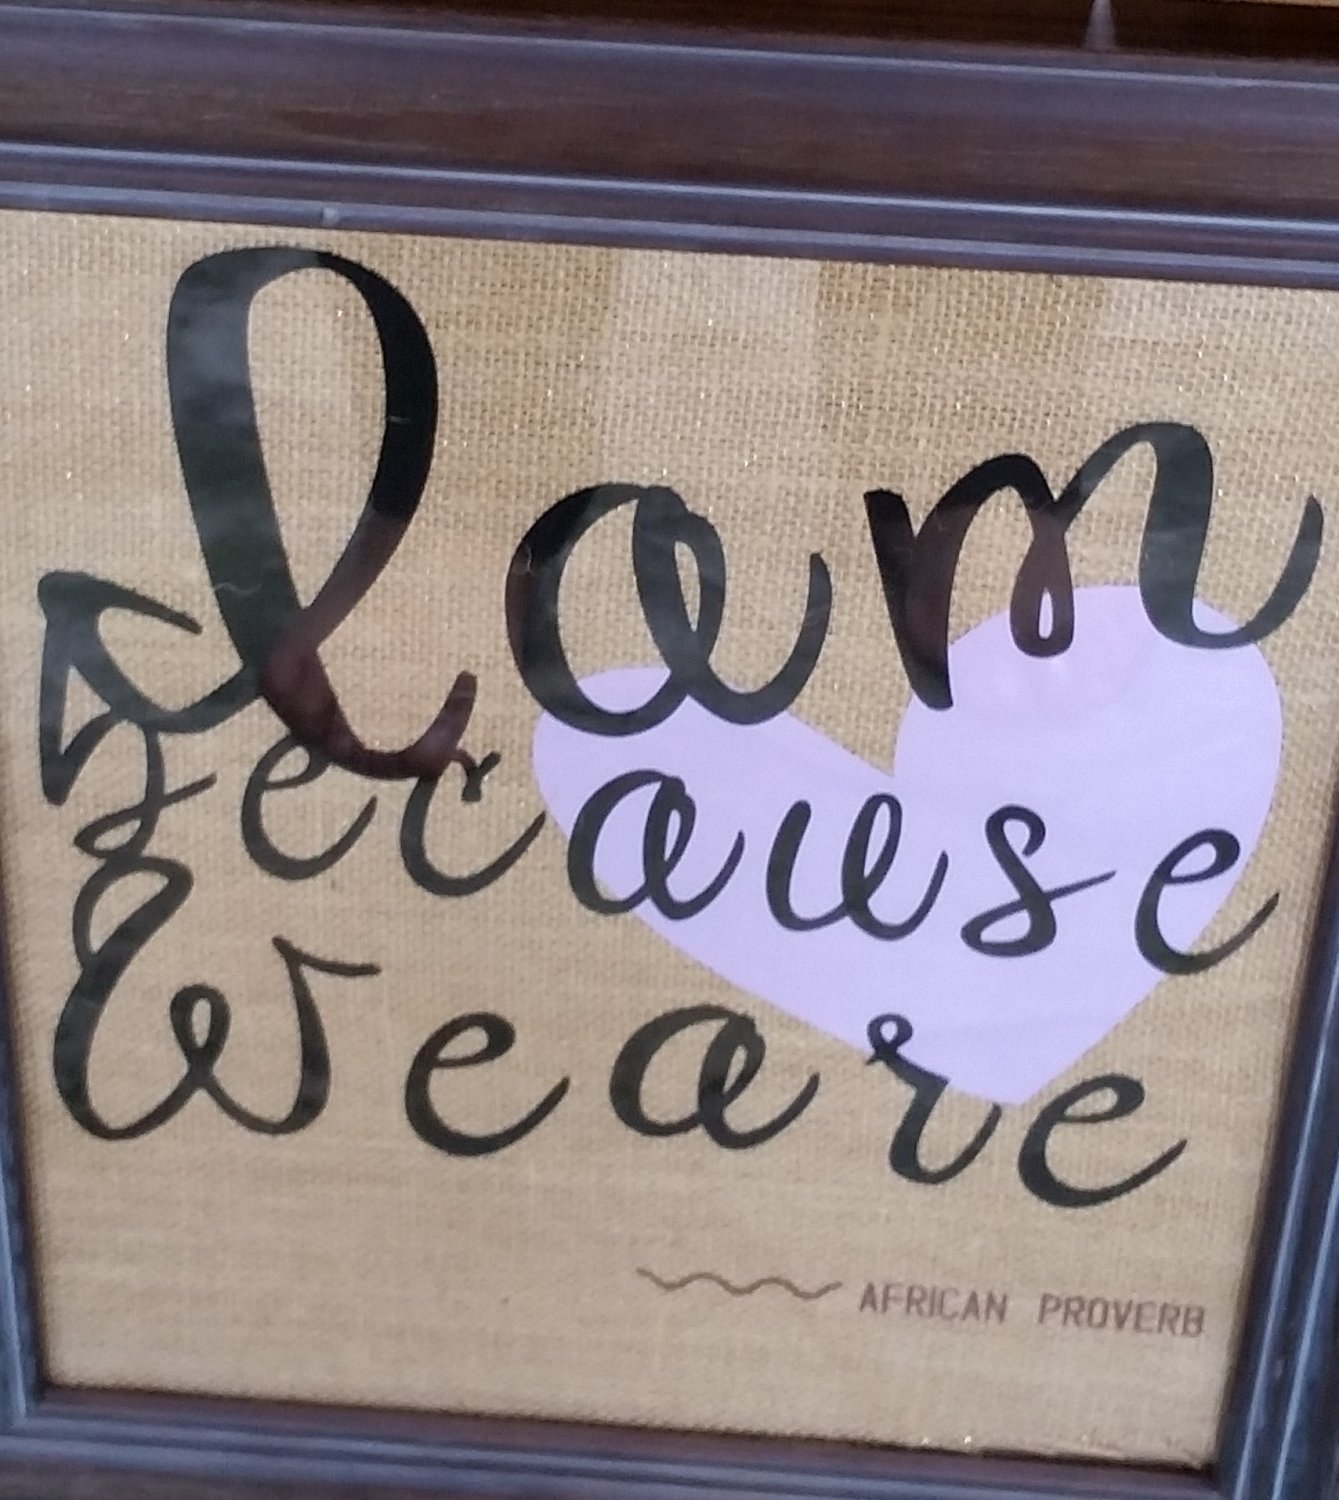 I am
because
We are
AFRICAN PROVERB